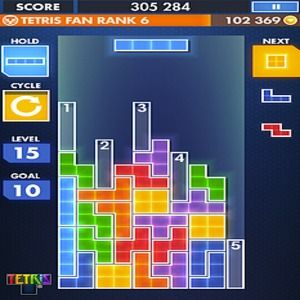 SCORE 305 284
TETRIS FAN RANK 6 102 369
HOLD
NEXT
CYCLE
LEVEL
15
GOAL
10
1
2
3
4
5
TETRIS